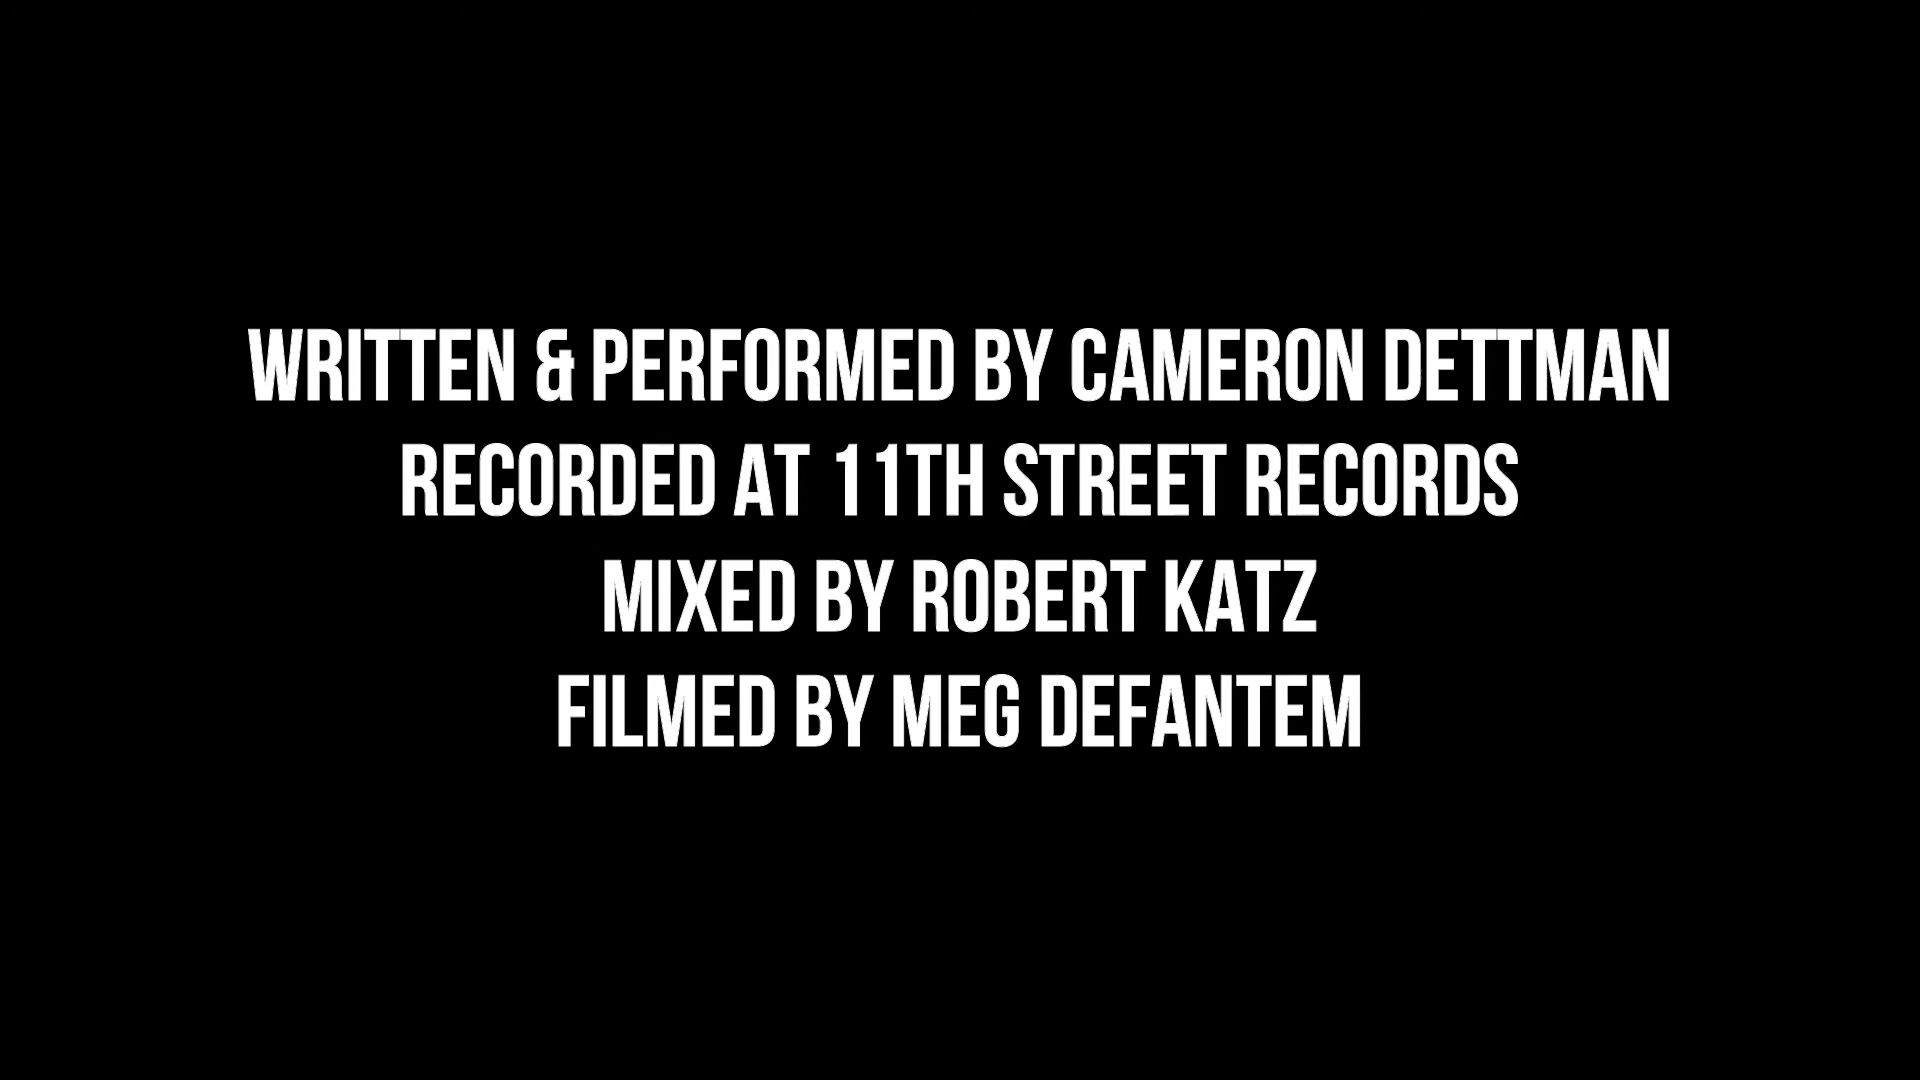 WRITTEN & PERFORMED BY CAMERON DETTMAN
RECORDED AT 11TH STREET RECORDS
MIXED BY ROBERT KATZ
FILMED BY MEG DEFANTEM